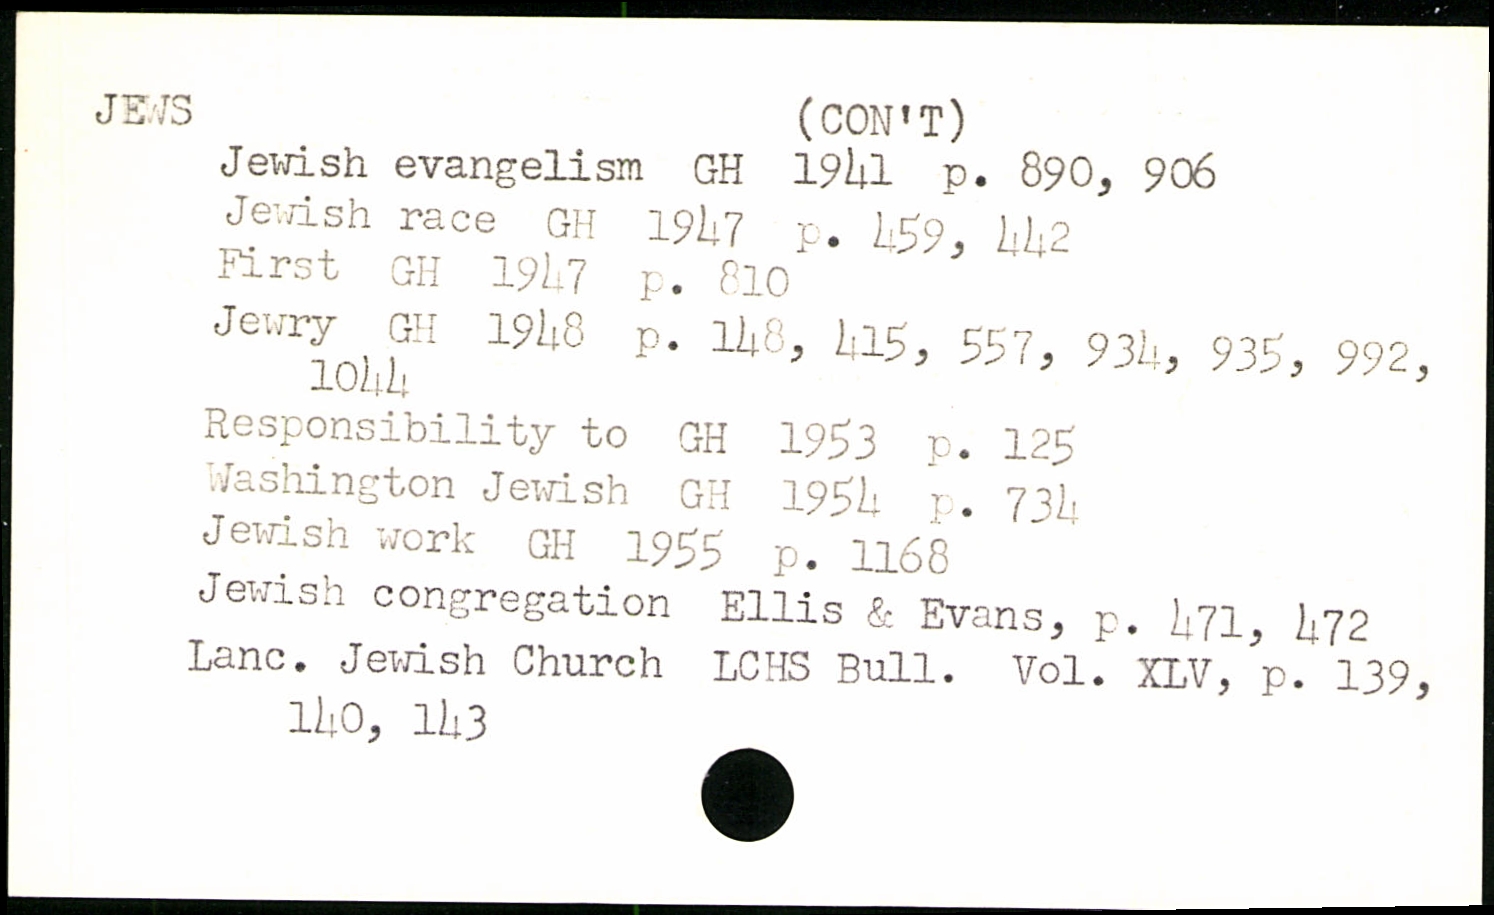 JEWS (CON'T)
Jewish evangelism GH 1941 p. 890, 906
Jewish race GH 1947 p. 459, 442
First GH 1947 p. 810
Jewry GH 1948 p. 148, 415, 557, 934, 935, 992,
1044
Responsibility to GH 1953 p. 125
Washington Jewish GH 1954 p. 734
Jewish work GH 1955 p. 1168
Jewish congregation Ellis & Evans, p. 471, 472
Lanc. Jewish Church LCHS Bull. Vol. XLV, p. 139,
140, 143